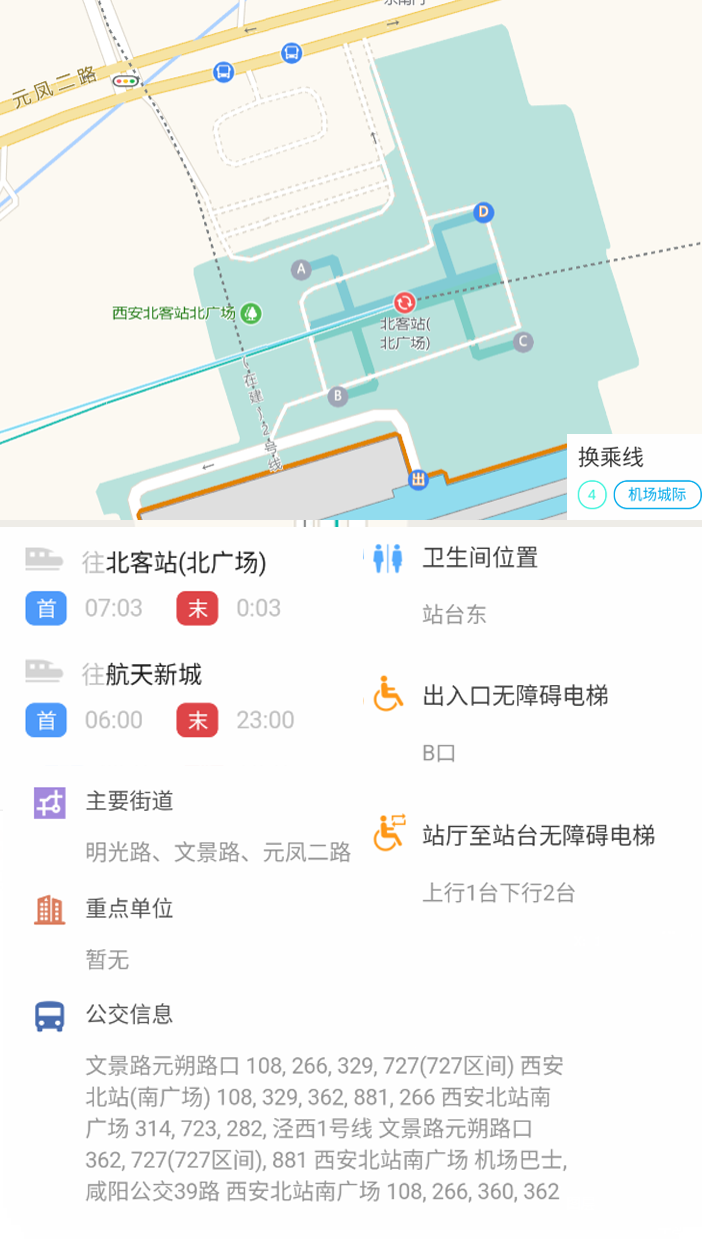 东南门
元凤二路
D
A
西安北客站北广场
北客站(
北广场)
C
B
在建12号线
换乘线
4 机场城际
往北客站(北广场)
首 07:03 末 0:03
往航天新城
首 06:00 末 23:00
主要街道
明光路、文景路、元凤二路
重点单位
暂无
公交信息
文景路元朔路口 108, 266, 329, 727(727区间) 西安
北站(南广场) 108, 329, 362, 881, 266 西安北站南
广场 314, 723, 282, 泾西1号线 文景路元朔路口
362, 727(727区间), 881 西安北站南广场 机场巴士,
咸阳公交39路 西安北站南广场 108, 266, 360, 362
卫生间位置
站台东
出入口无障碍电梯
B口
站厅至站台无障碍电梯
上行1台下行2台